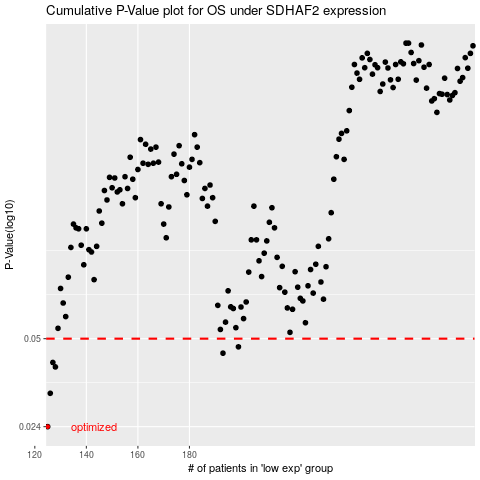 Cumulative P-Value plot for OS under SDHAF2 expression
P-Value(log10)
0.05
0.024
optimized
120 140 160 180
# of patients in 'low exp' group